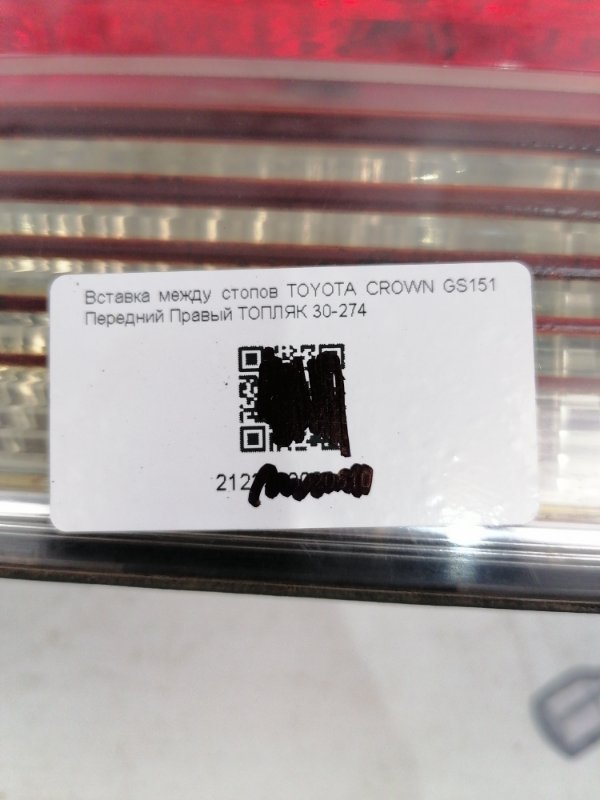 Вставка между стопов TOYOTA CROWN GS151
Передний Правый ТОПЛЯК 30-274